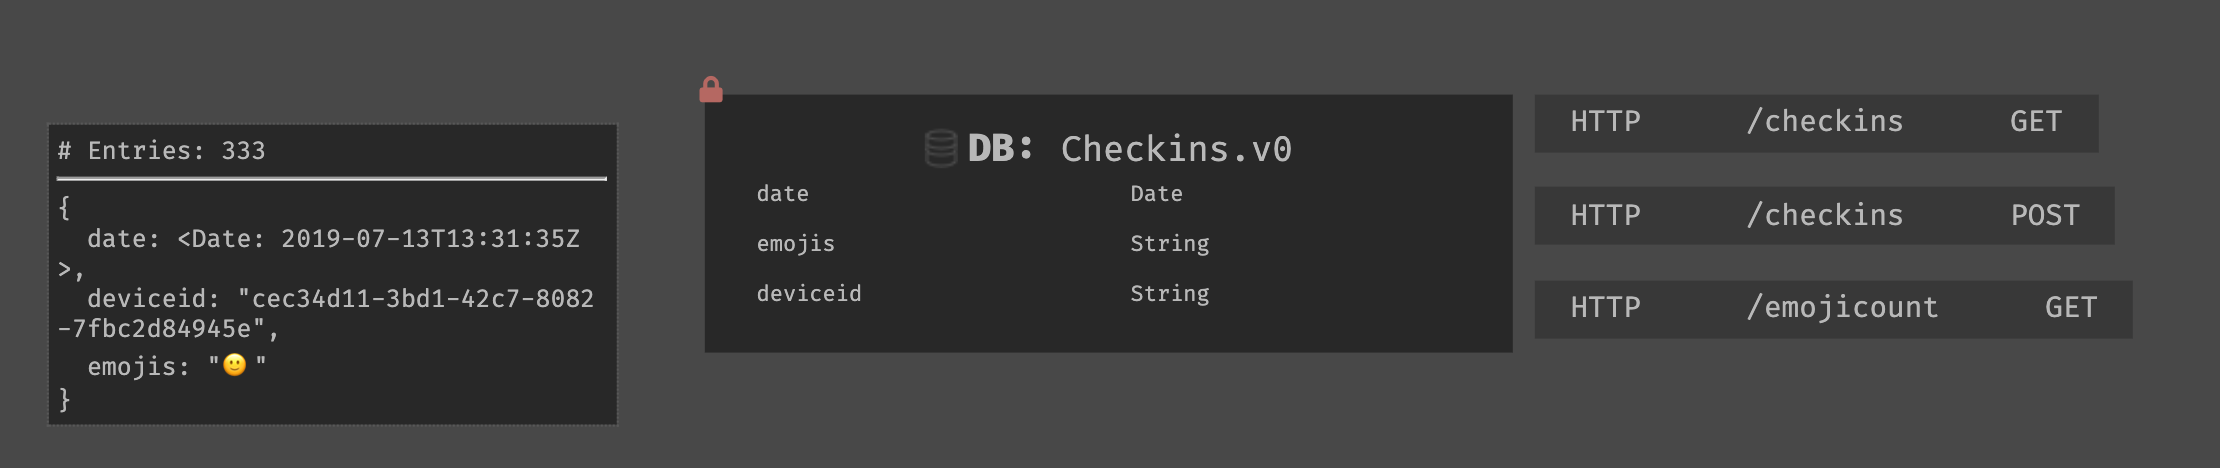 # Entries: 333
{
  date: <Date: 2019-07-13T13:31:35Z
>,
  deviceid: "cec34d11-3bd1-42c7-8082
-7fbc2d84945e",
  emojis: "🙂"
}
DB: Checkins.v0
date Date
emojis String
deviceid String
HTTP /checkins GET
HTTP /checkins POST
HTTP /emojicount GET